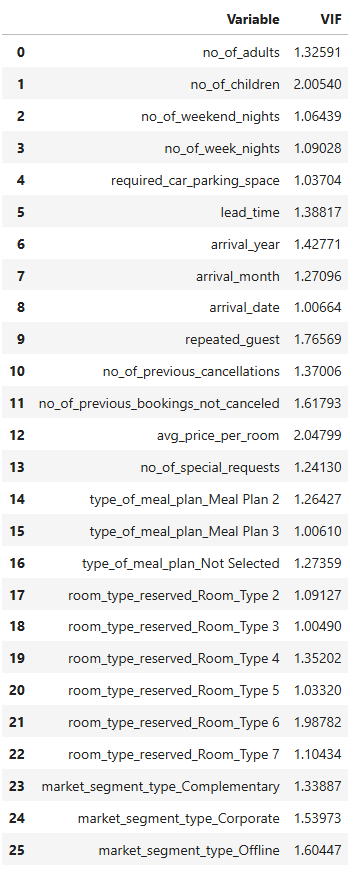 Variable VIF
0 no_of_adults 1.32591
1 no_of_children 2.00540
2 no_of_weekend_nights 1.06439
3 no_of_week_nights 1.09028
4 required_car_parking_space 1.03704
5 lead_time 1.38817
6 arrival_year 1.42771
7 arrival_month 1.27096
8 arrival_date 1.00664
9 repeated_guest 1.76569
10 no_of_previous_cancellations 1.37006
11 no_of_previous_bookings_not_canceled 1.61793
12 avg_price_per_room 2.04799
13 no_of_special_requests 1.24130
14 type_of_meal_plan_Meal Plan 2 1.26427
15 type_of_meal_plan_Meal Plan 3 1.00610
16 type_of_meal_plan_Not Selected 1.27359
17 room_type_reserved_Room_Type 2 1.09127
18 room_type_reserved_Room_Type 3 1.00490
19 room_type_reserved_Room_Type 4 1.35202
20 room_type_reserved_Room_Type 5 1.03320
21 room_type_reserved_Room_Type 6 1.98782
22 room_type_reserved_Room_Type 7 1.10434
23 market_segment_type_Complementary 1.33887
24 market_segment_type_Corporate 1.53973
25 market_segment_type_Offline 1.60447